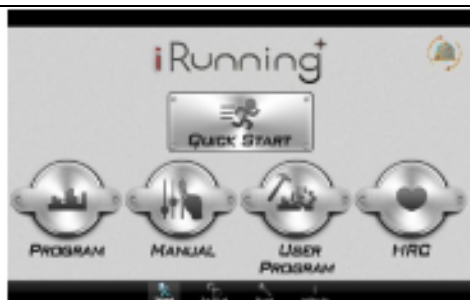 iRunning+
QUICK START
PROGRAM
MANUAL
USER
PROGRAM
HRC